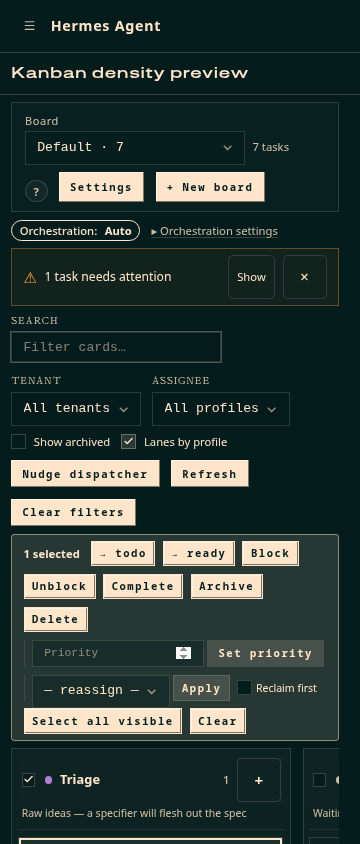 ☰ Hermes Agent
Kanban density preview
Board
Default · 7
7 tasks
? Settings + New board
Orchestration: Auto ▸ Orchestration settings
⚠ 1 task needs attention Show ×
SEARCH
Filter cards…
TENANT ASSIGNEE
All tenants All profiles
Show archived Lanes by profile
Nudge dispatcher Refresh
Clear filters
1 selected → todo → ready Block
Unblock Complete Archive
Delete
Priority Set priority
— reassign — Apply Reclaim first
Select all visible Clear
Triage 1 +
Raw ideas — a specifier will flesh out the spec